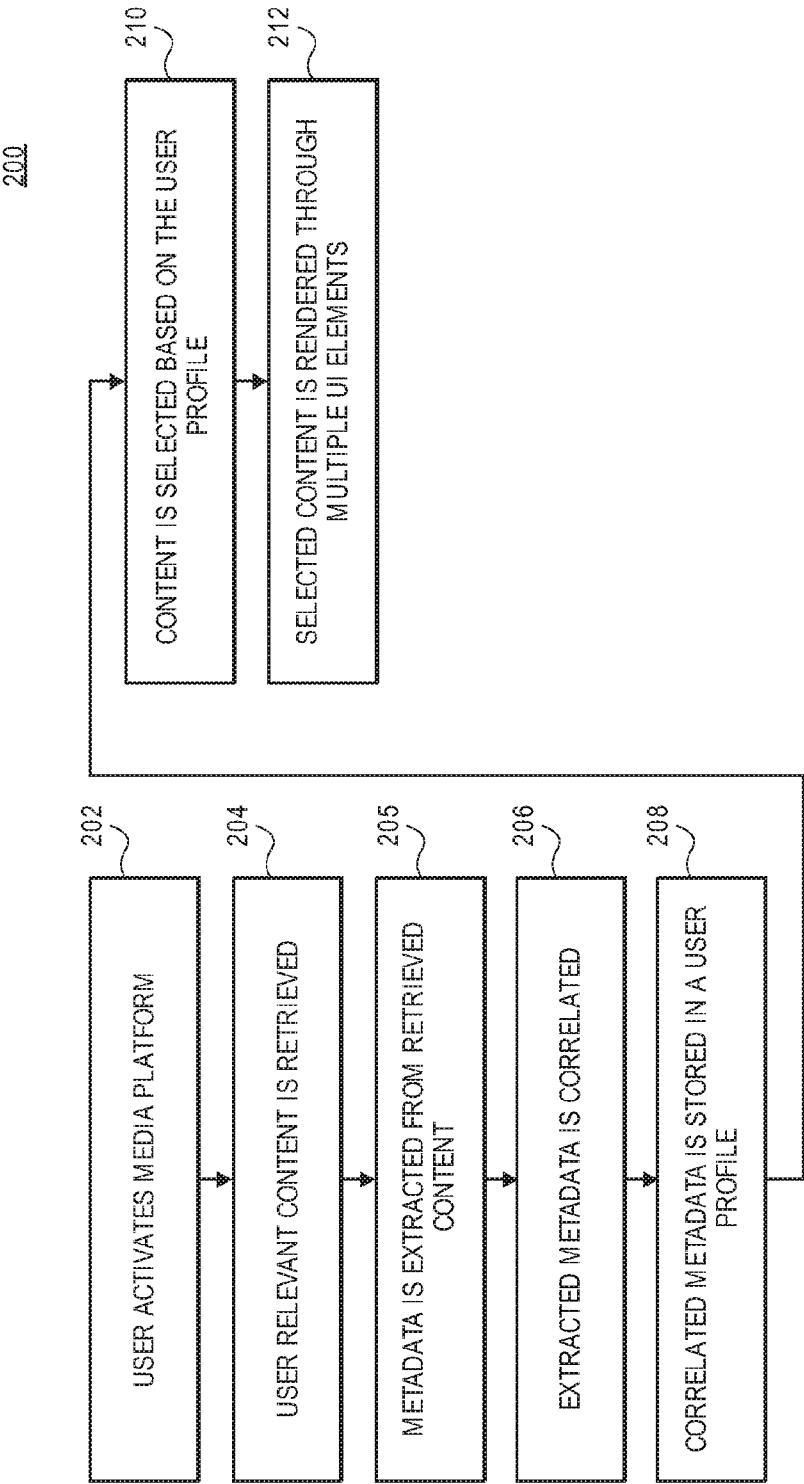 200
USER ACTIVATES MEDIA PLATFORM
202
USER RELEVANT CONTENT IS RETRIEVED
204
METADATA IS EXTRACTED FROM RETRIEVED
CONTENT
205
EXTRACTED METADATA IS CORRELATED
206
CORRELATED METADATA IS STORED IN A USER
PROFILE
208
CONTENT IS SELECTED BASED ON THE USER
PROFILE
210
SELECTED CONTENT IS RENDERED THROUGH
MULTIPLE UI ELEMENTS
212